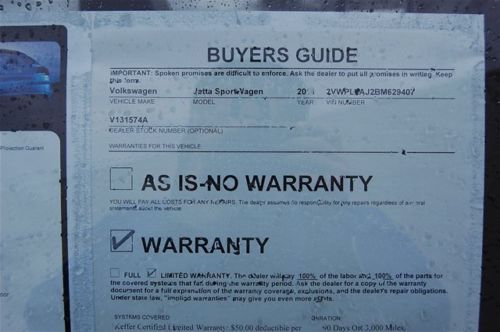 BUYERS GUIDE
IMPORTANT: Spoken promises are difficult to enforce. Ask the dealer to put all promises in writing. Keep
this form.
Volkswagen Jetta SportWagen
VEHICLE MAKE MODEL YEAR VIN NUMBER
V131574A
DEALER STOCK NUMBER (OPTIONAL)
WARRANTIES FOR THIS VEHICLE
Protection Guarant
AS IS-NO WARRANTY
YOU WILL PAY ALL COSTS FOR ANY REPAIRS. The dealer assumes no responsibility for any repairs regardless of any oral
statements about the vehicle.
WARRANTY
FULL LIMITED WARRANTY. The dealer will pay 100% of the labor and 100% of the parts for
the covered systems that fail during the warranty period. Ask the dealer for a copy of the warranty
document for a full explanation of the warranty coverage, exclusions, and the dealer's repair obligations.
Under state law, "implied warranties" may give you even more rights.
SYSTEMS COVERED DURATION
Keffer Certified Limited Warranty: $50.00 deductible per 90 Days Or 3,000 Miles